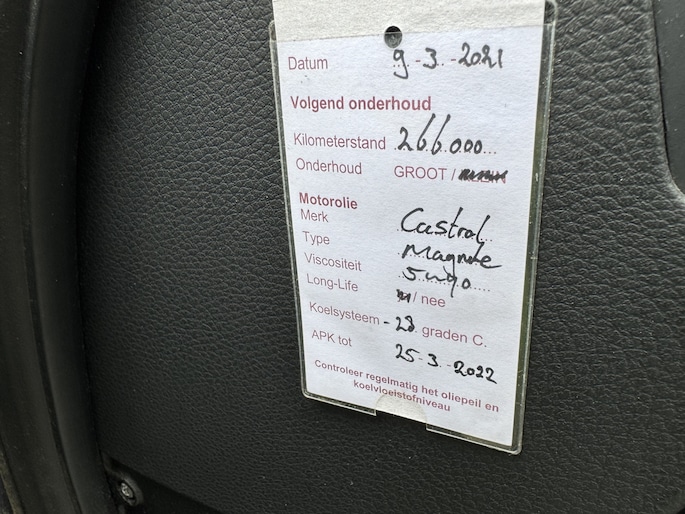 Datum 9-3-2021
Volgend onderhoud
Kilometerstand 266.000
Onderhoud GROOT /
Motorolie
Merk Castrol
Type Magnate
Viscositeit 5w40
Long-Life / nee
Koelsysteem -28 graden C.
APK tot 25-3-2022
Controleer regelmatig het oliepeil en
koelvloeistofniveau